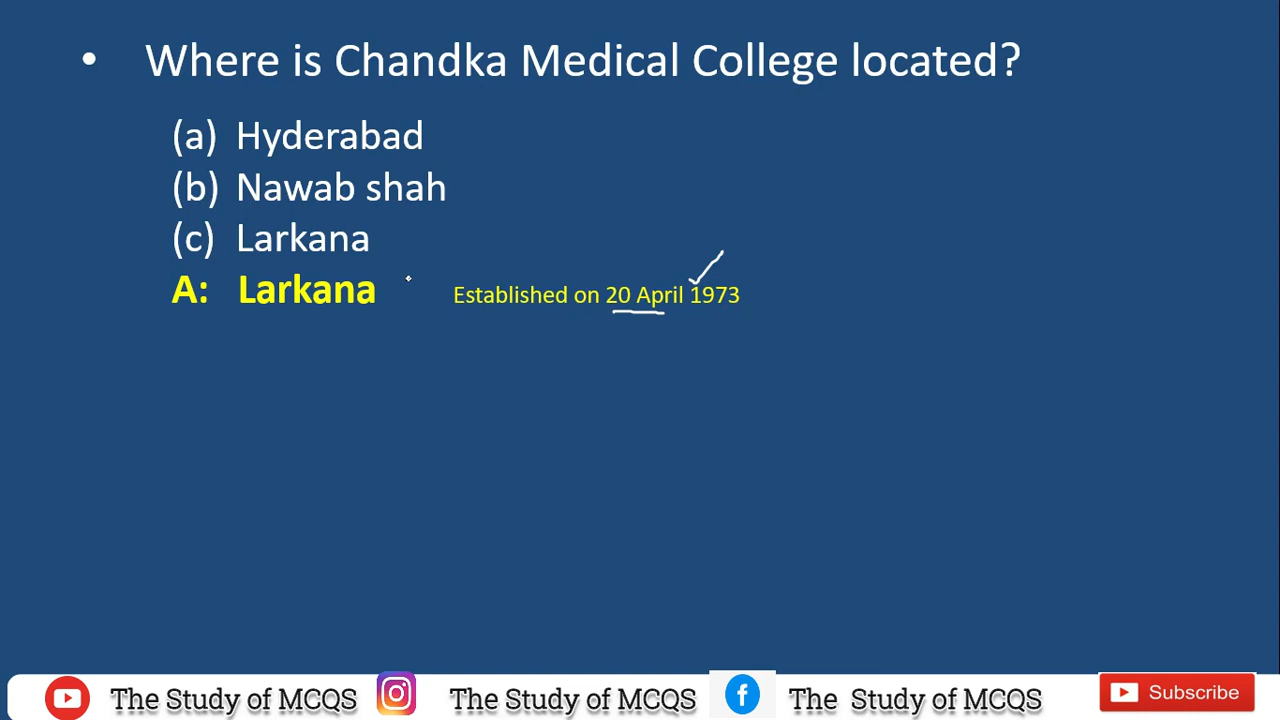 • Where is Chandka Medical College located?
(a) Hyderabad
(b) Nawab shah
(c) Larkana
A: Larkana Established on 20 April 1973
The Study of MCQS The Study of MCQS The Study of MCQS Subscribe